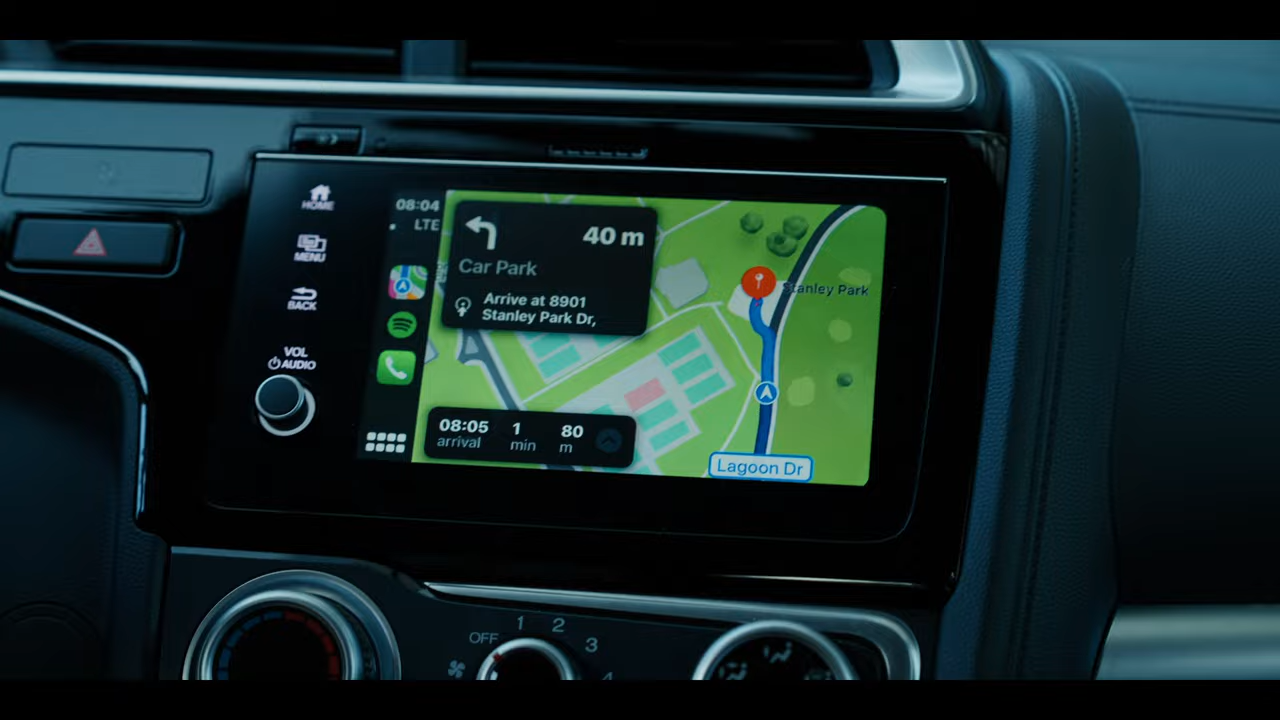 HOME
MENU
BACK
VOL
AUDIO
08:04
LTE
40 m
Car Park
Arrive at 8901
Stanley Park Dr,
Stanley Park
08:05 1 80
arrival min m
Lagoon Dr
OFF 1 2 3 4